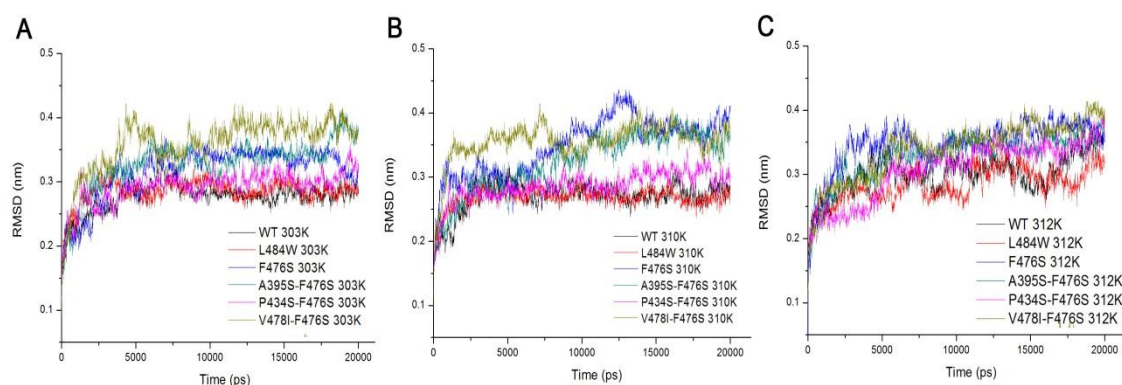 A
0.5
0.4
0.3
0.2
0.1
RMSD (nm)
WT 303K
L484W 303K
F476S 303K
A395S-F476S 303K
P434S-F476S 303K
V478I-F476S 303K
0 5000 10000 15000 20000
Time (ps)
B
0.5
0.4
0.3
0.2
0.1
RMSD (nm)
WT 310K
L484W 310K
F476S 310K
A395S-F476S 310K
P434S-F476S 310K
V478I-F476S 310K
0 5000 10000 15000 20000
Time (ps)
C
0.5
0.4
0.3
0.2
0.1
RMSD (nm)
WT 312K
L484W 312K
F476S 312K
A395S-F476S 312K
P434S-F476S 312K
V478I-F476S 312K
0 5000 10000 15000 20000
Time (ps)